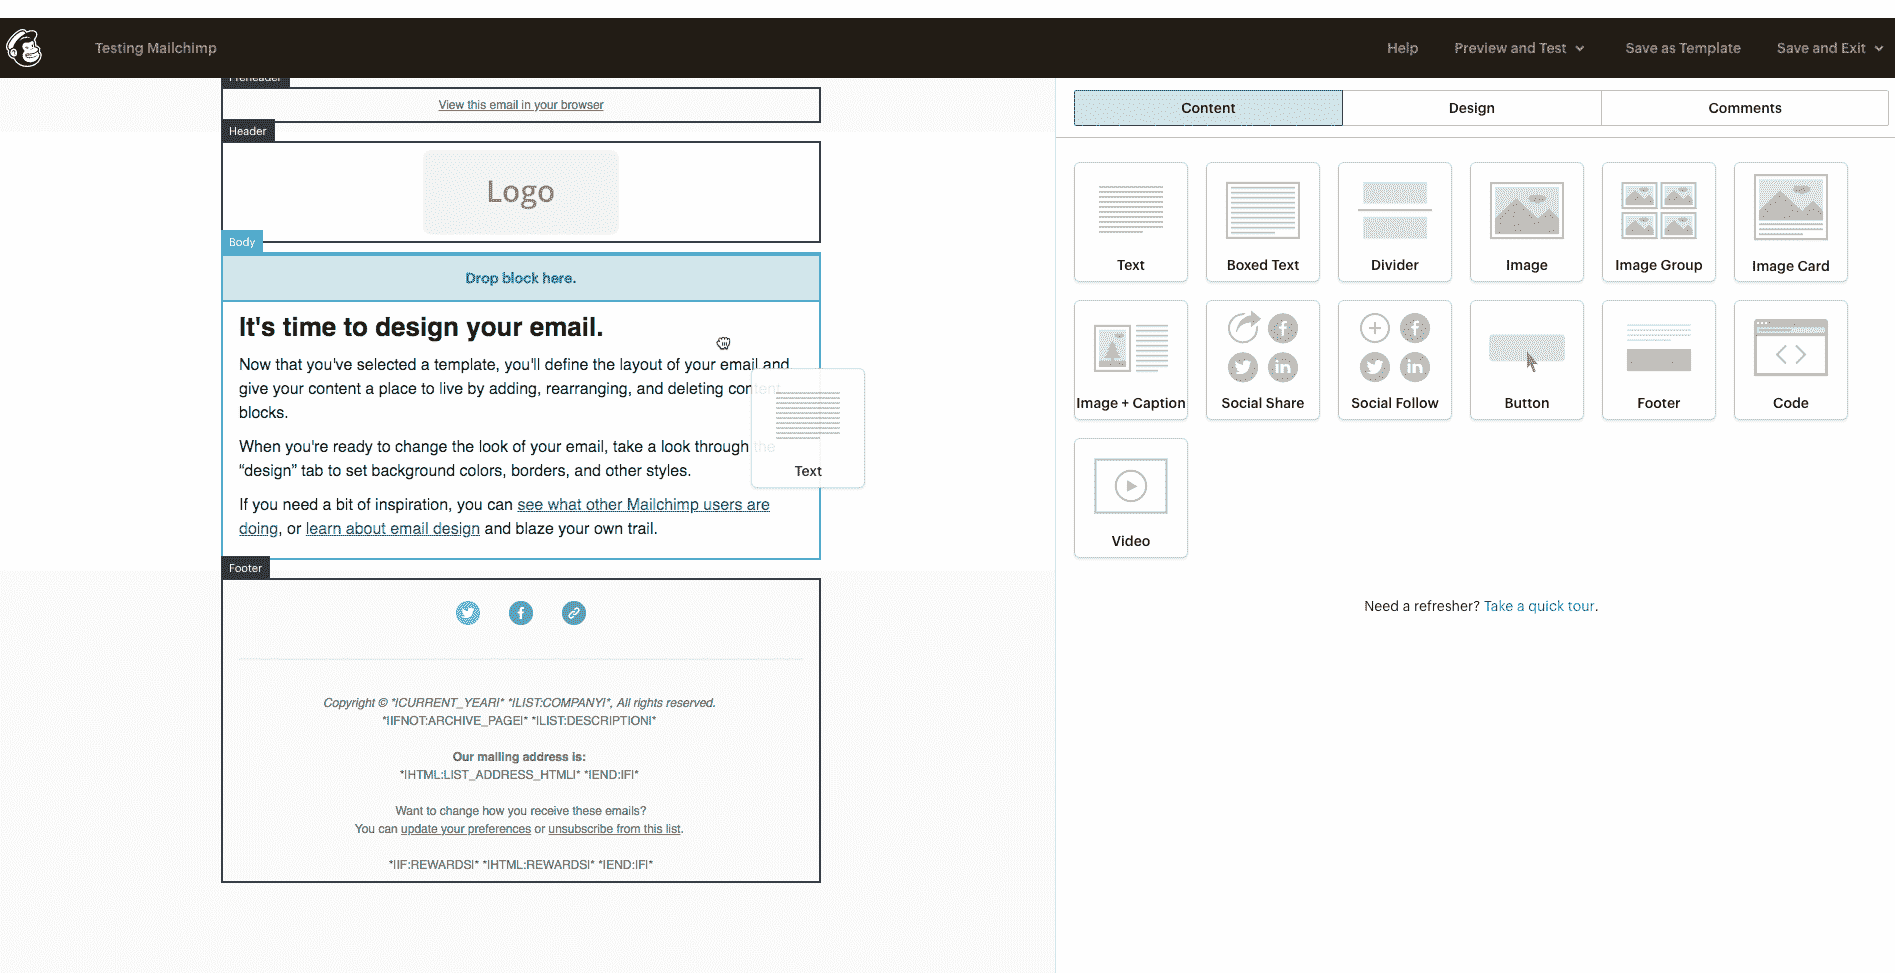 Testing Mailchimp
Help
Preview and Test
Save as Template
Save and Exit
Preheader
View this email in your browser
Header
Logo
Body
Drop block here.
It's time to design your email.
Now that you've selected a template, you'll define the layout of your email and
give your content a place to live by adding, rearranging, and deleting content
blocks.
When you're ready to change the look of your email, take a look through the
“design” tab to set background colors, borders, and other styles.
If you need a bit of inspiration, you can see what other Mailchimp users are
doing, or learn about email design and blaze your own trail.
Text
Footer
Copyright © *|CURRENT_YEAR|* *|LIST:COMPANY|*, All rights reserved.
*|IFNOT:ARCHIVE_PAGE|* *|LIST:DESCRIPTION|*
Our mailing address is:
*|HTML:LIST_ADDRESS_HTML|* *|END:IF|*
Want to change how you receive these emails?
You can update your preferences or unsubscribe from this list.
*|IF:REWARDS|* *|HTML:REWARDS|* *|END:IF|*
Content
Design
Comments
Text
Boxed Text
Divider
Image
Image Group
Image Card
Image + Caption
Social Share
Social Follow
Button
Footer
Code
Video
Need a refresher? Take a quick tour.